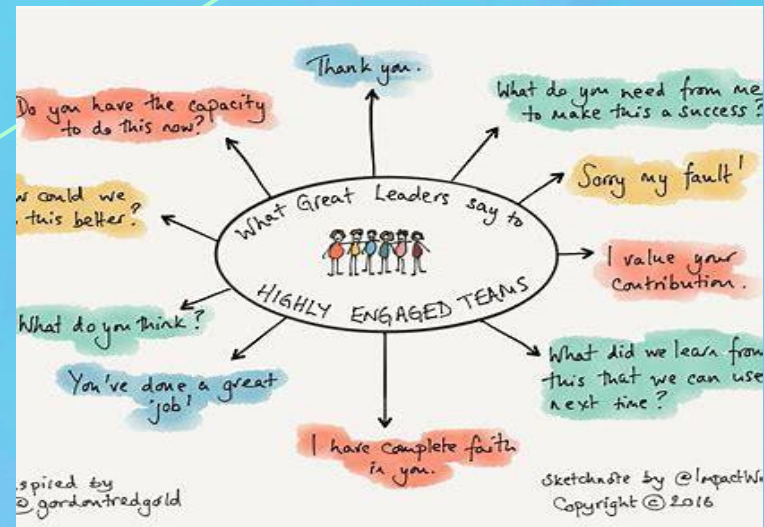 Thank you.
Do you have the capacity
to do this now?
What do you need from me
to make this a success?
could we
this better?
Sorry my fault!
What Great Leaders say to
HIGHLY ENGAGED TEAMS
I value your
contribution.
What do you think?
You've done a great
job!
What did we learn from
this that we can use
next time?
I have complete faith
in you.
spired by
@gordontredgold
Sketchnote by @ImpactWo
Copyright © 2016